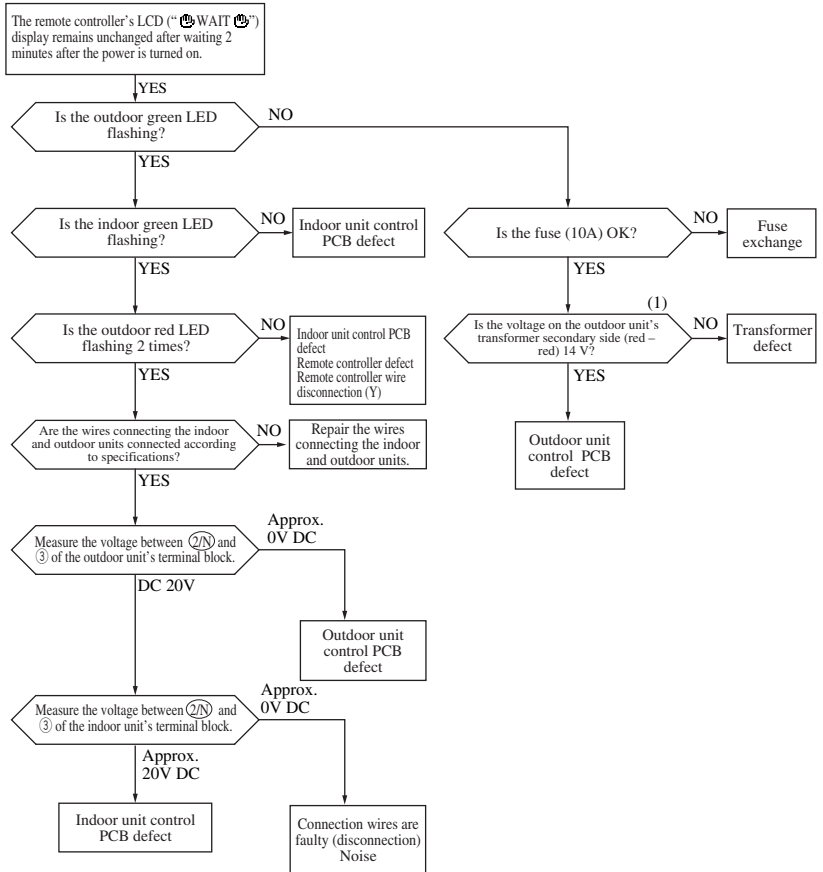 The remote controller's LCD (“ WAIT ”)
display remains unchanged after waiting 2
minutes after the power is turned on.
YES
Is the outdoor green LED
flashing?
NO
YES
Is the indoor green LED
flashing?
NO
Indoor unit control
PCB defect
Is the fuse (10A) OK?
NO
Fuse
exchange
YES
YES
Is the outdoor red LED
flashing 2 times?
NO
Indoor unit control PCB
defect
Remote controller defect
Remote controller wire
disconnection (Y)
(1)
Is the voltage on the outdoor unit's
transformer secondary side (red –
red) 14 V?
NO
Transformer
defect
YES
YES
Are the wires connecting the indoor
and outdoor units connected according
to specifications?
NO
Repair the wires
connecting the indoor
and outdoor units.
Outdoor unit
control PCB
defect
YES
Measure the voltage between 2/N and
③ of the outdoor unit's terminal block.
Approx.
0V DC
DC 20V
Outdoor unit
control PCB
defect
Measure the voltage between 2/N and
③ of the indoor unit's terminal block.
Approx.
0V DC
Approx.
20V DC
Indoor unit control
PCB defect
Connection wires are
faulty (disconnection)
Noise